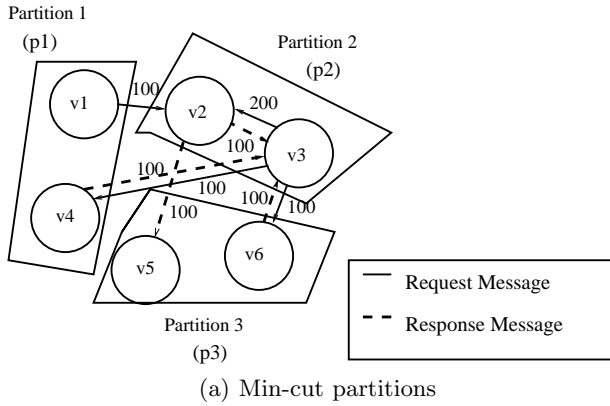 Partition 1
(p1)
Partition 2
(p2)
v1
100
v2
200
100
v3
100
100
v4
100
100
v5
v6
Partition 3
(p3)
Request Message
Response Message
(a) Min-cut partitions